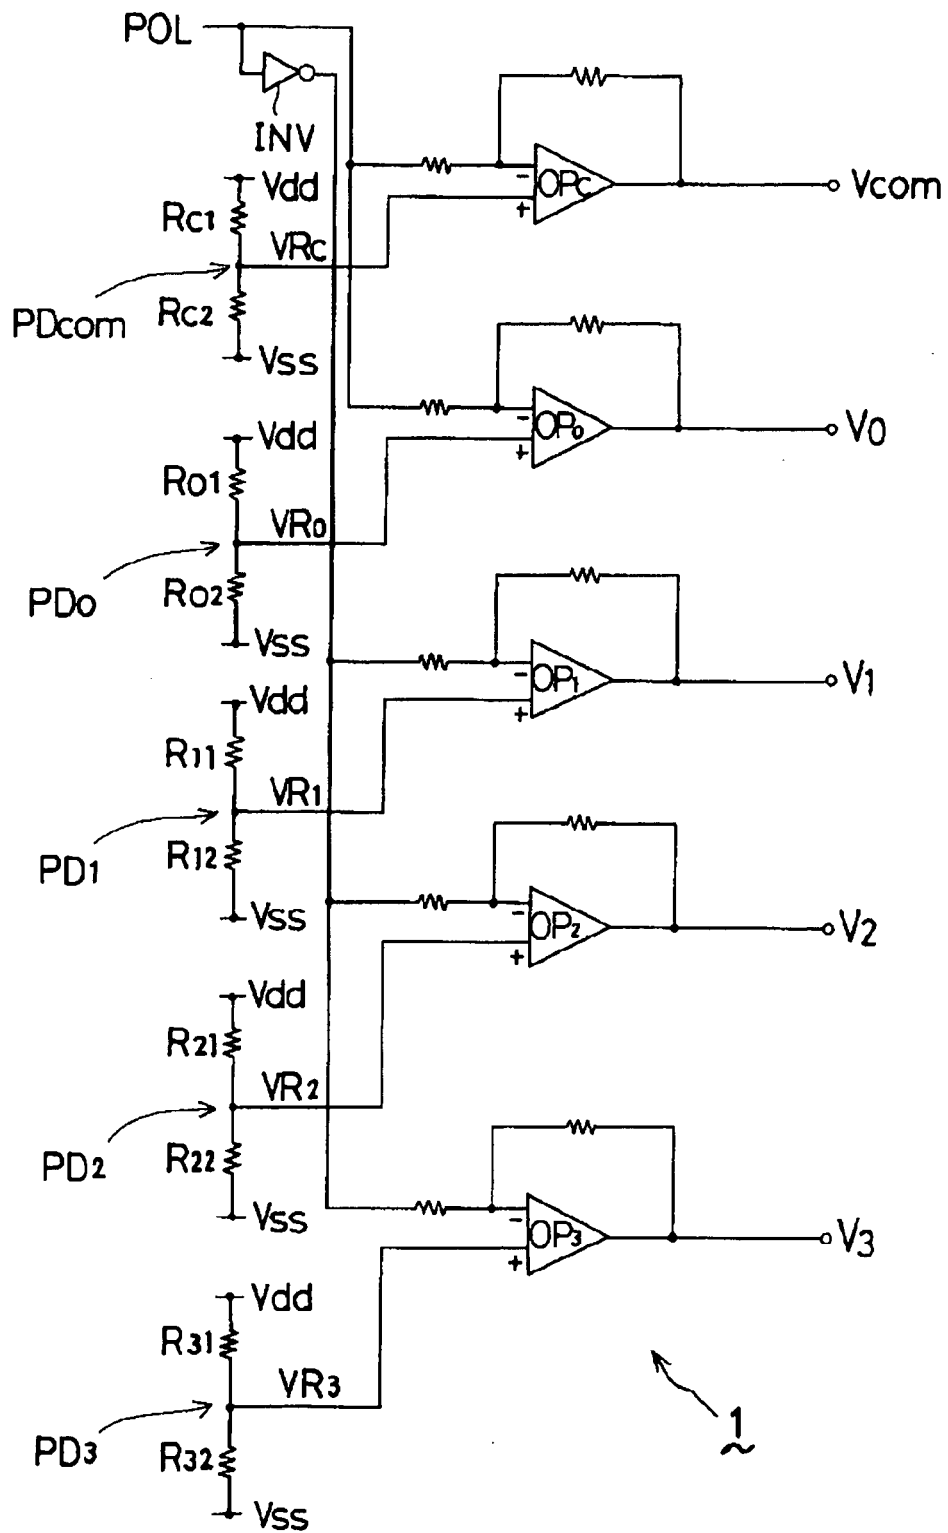 POL
INV
Vdd
RC1
VRC
PDcom
RC2
VSS
- OPC +
Vcom
Vdd
R01
VR0
PD0
R02
VSS
- OP0 +
V0
Vdd
R11
VR1
PD1
R12
VSS
- OP1 +
V1
Vdd
R21
VR2
PD2
R22
VSS
- OP2 +
V2
Vdd
R31
VR3
PD3
R32
VSS
- OP3 +
V3
1